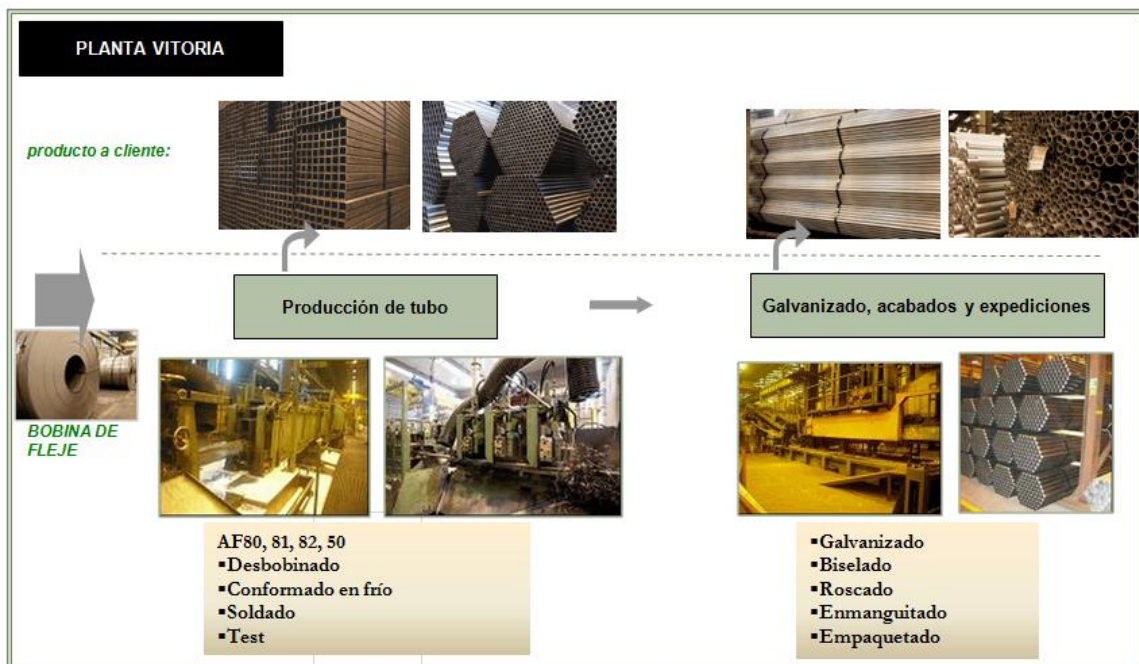 PLANTA VITORIA
producto a cliente:
Producción de tubo
Galvanizado, acabados y expediciones
BOBINA DE
FLEJE
AF80, 81, 82, 50
▪Desbobinado
▪Conformado en frío
▪Soldado
▪Test
▪Galvanizado
▪Biselado
▪Roscado
▪Enmanguitado
▪Empaquetado